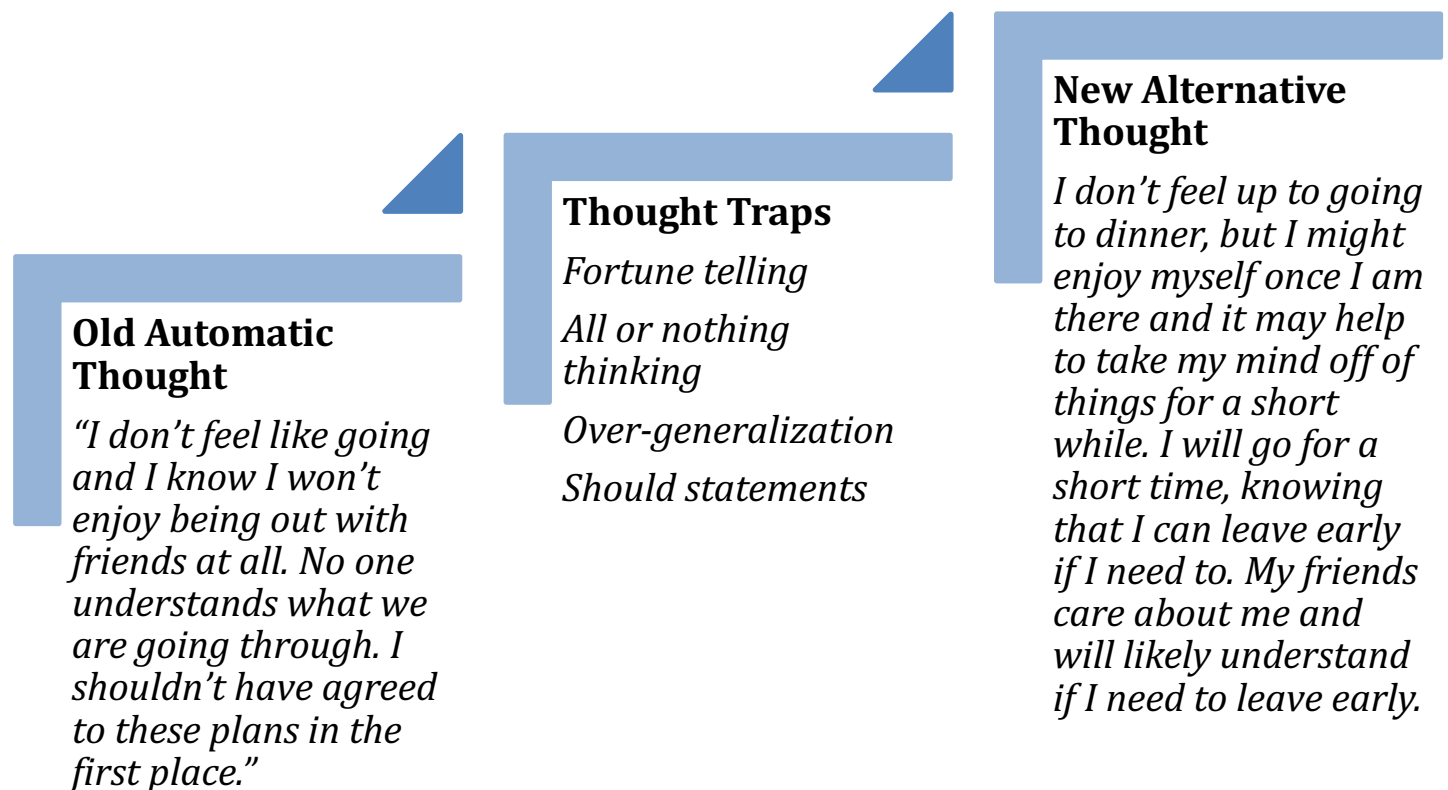 Old Automatic
Thought
“I don’t feel like going
and I know I won’t
enjoy being out with
friends at all. No one
understands what we
are going through. I
shouldn’t have agreed
to these plans in the
first place.”
Thought Traps
Fortune telling
All or nothing
thinking
Over-generalization
Should statements
New Alternative
Thought
I don’t feel up to going
to dinner, but I might
enjoy myself once I am
there and it may help
to take my mind off of
things for a short
while. I will go for a
short time, knowing
that I can leave early
if I need to. My friends
care about me and
will likely understand
if I need to leave early.